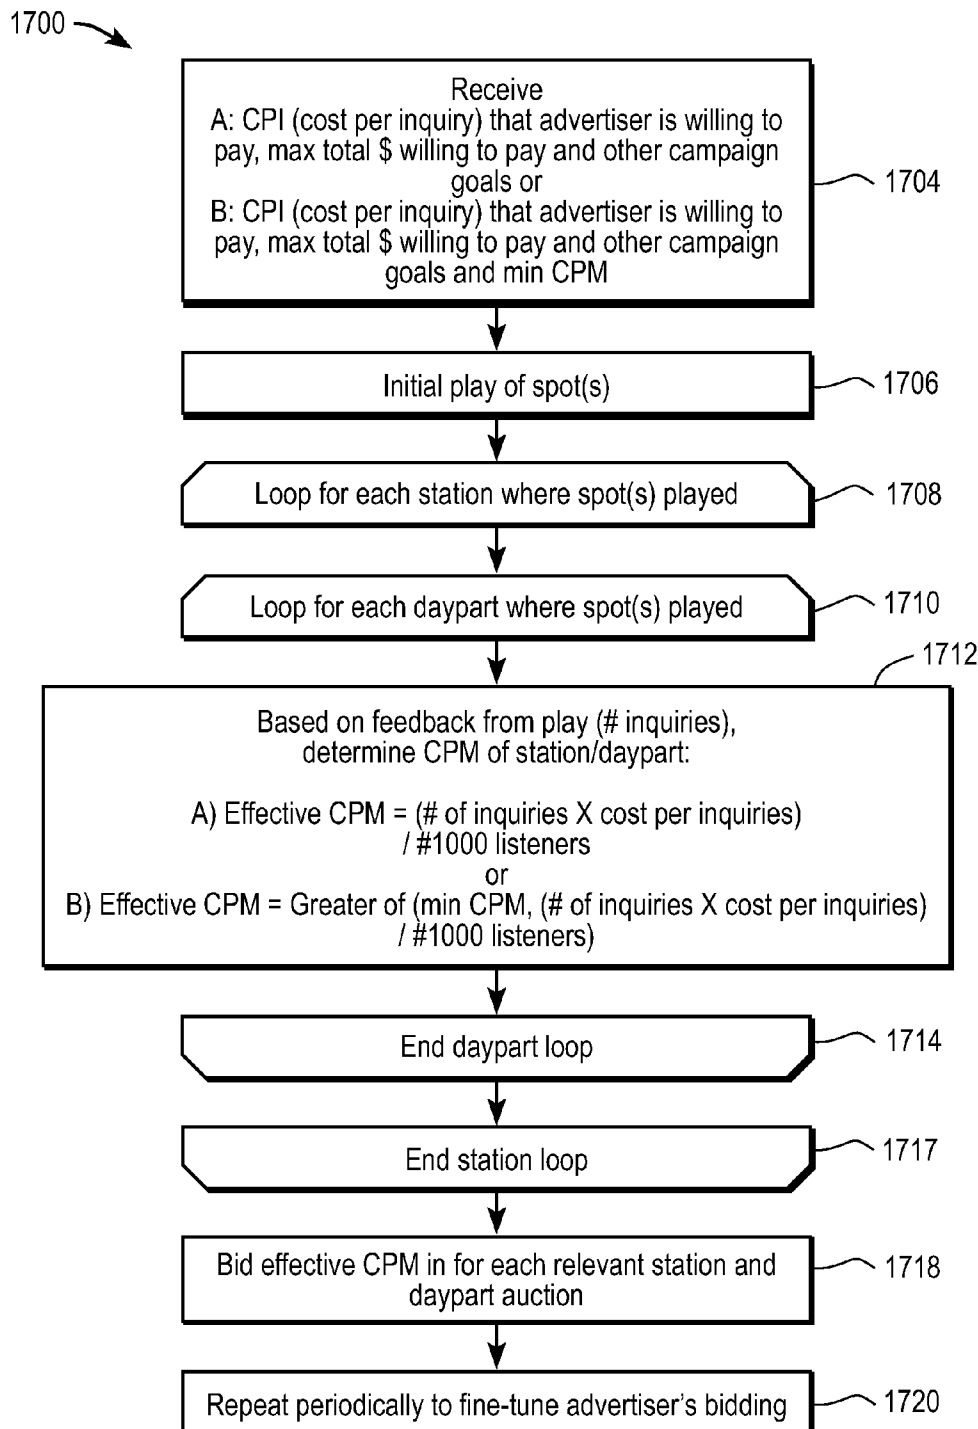 1700
Receive
A: CPI (cost per inquiry) that advertiser is willing to
pay, max total $ willing to pay and other campaign
goals or
B: CPI (cost per inquiry) that advertiser is willing to
pay, max total $ willing to pay and other campaign
goals and min CPM
1704
Initial play of spot(s)
1706
Loop for each station where spot(s) played
1708
Loop for each daypart where spot(s) played
1710
1712
Based on feedback from play (# inquiries),
determine CPM of station/daypart:
A) Effective CPM = (# of inquiries X cost per inquiries)
/ #1000 listeners
or
B) Effective CPM = Greater of (min CPM, (# of inquiries X cost per inquiries)
/ #1000 listeners)
End daypart loop
1714
End station loop
1717
Bid effective CPM in for each relevant station and
daypart auction
1718
Repeat periodically to fine-tune advertiser's bidding
1720